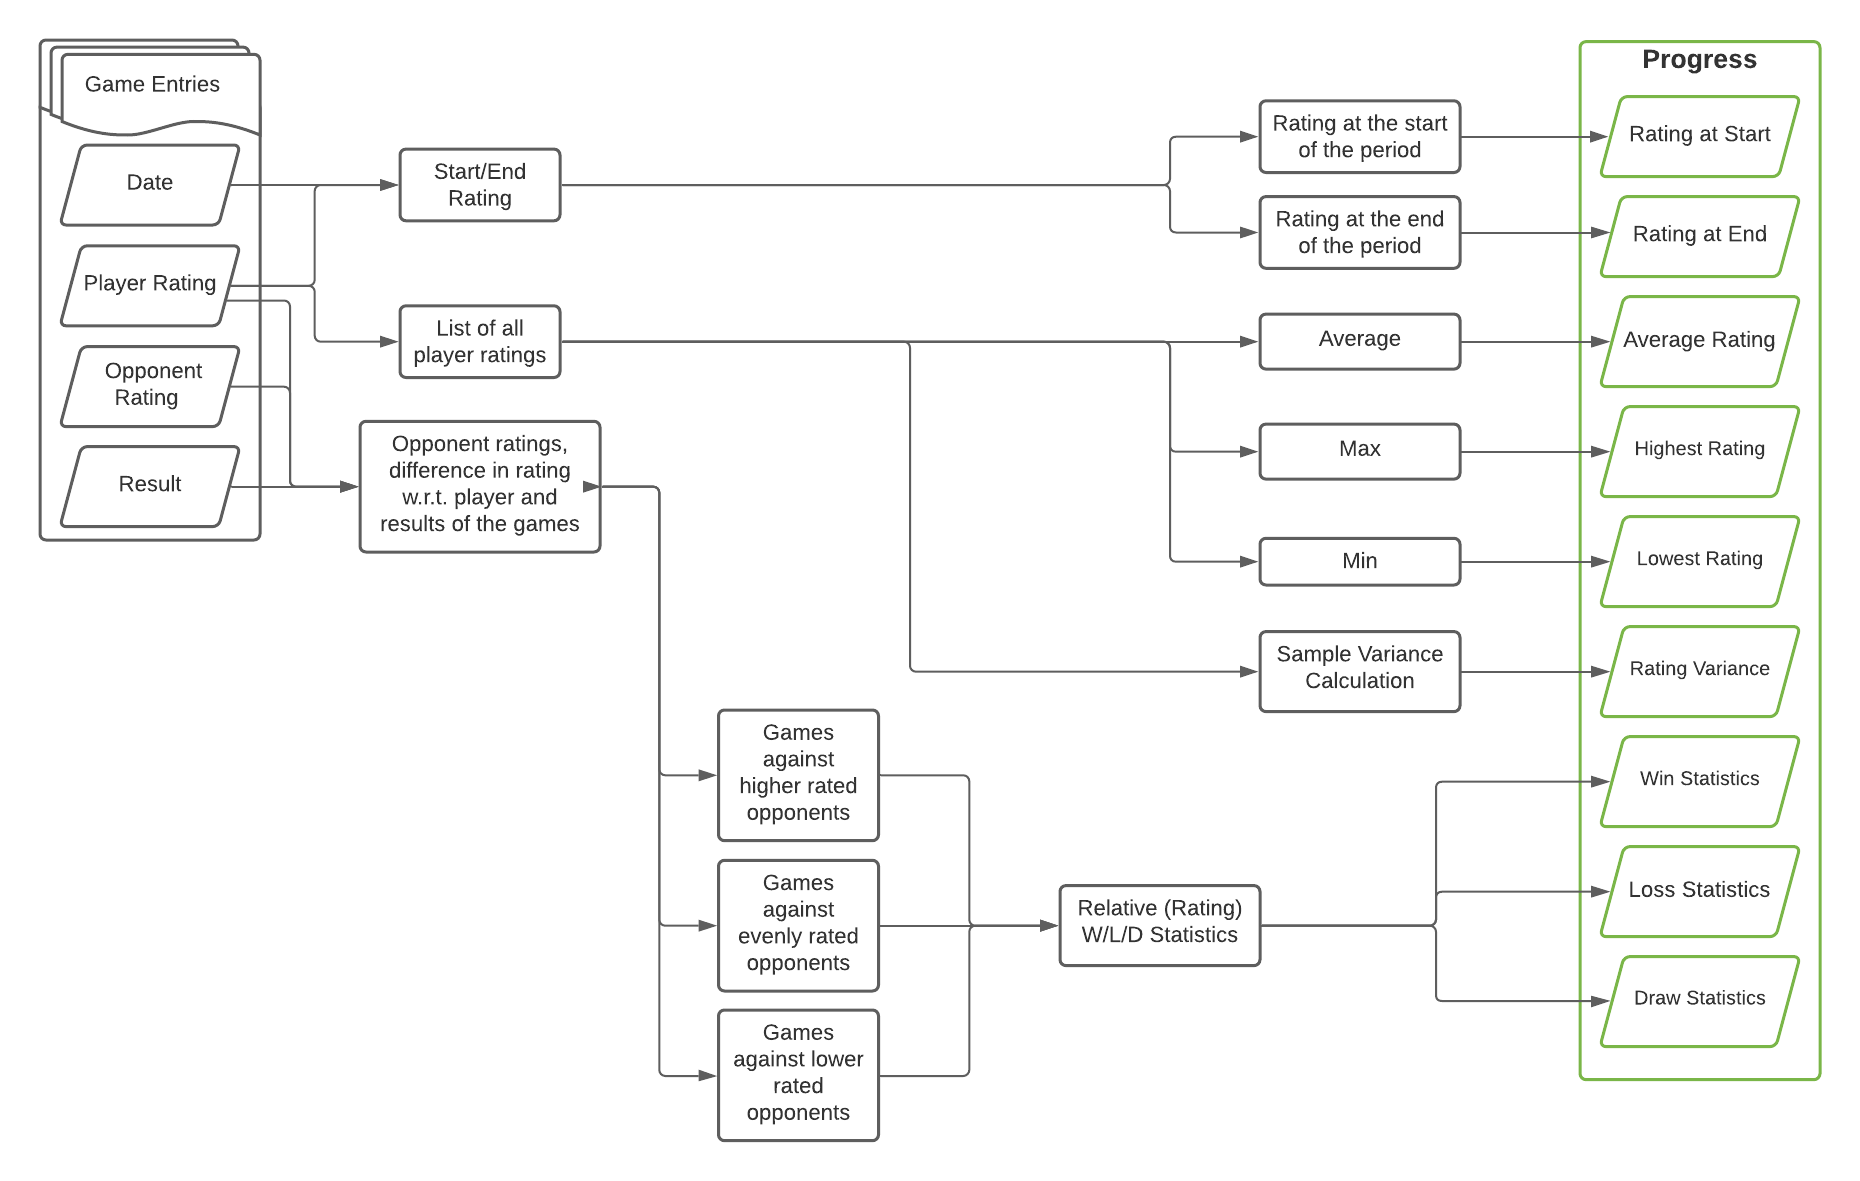 Game Entries
Date
Player Rating
Opponent
Rating
Result
Start/End
Rating
List of all
player ratings
Opponent ratings,
difference in rating
w.r.t. player and
results of the games
Games
against
higher rated
opponents
Games
against
evenly rated
opponents
Games
against lower
rated
opponents
Relative (Rating)
W/L/D Statistics
Rating at the start
of the period
Rating at the end
of the period
Average
Max
Min
Sample Variance
Calculation
Progress
Rating at Start
Rating at End
Average Rating
Highest Rating
Lowest Rating
Rating Variance
Win Statistics
Loss Statistics
Draw Statistics